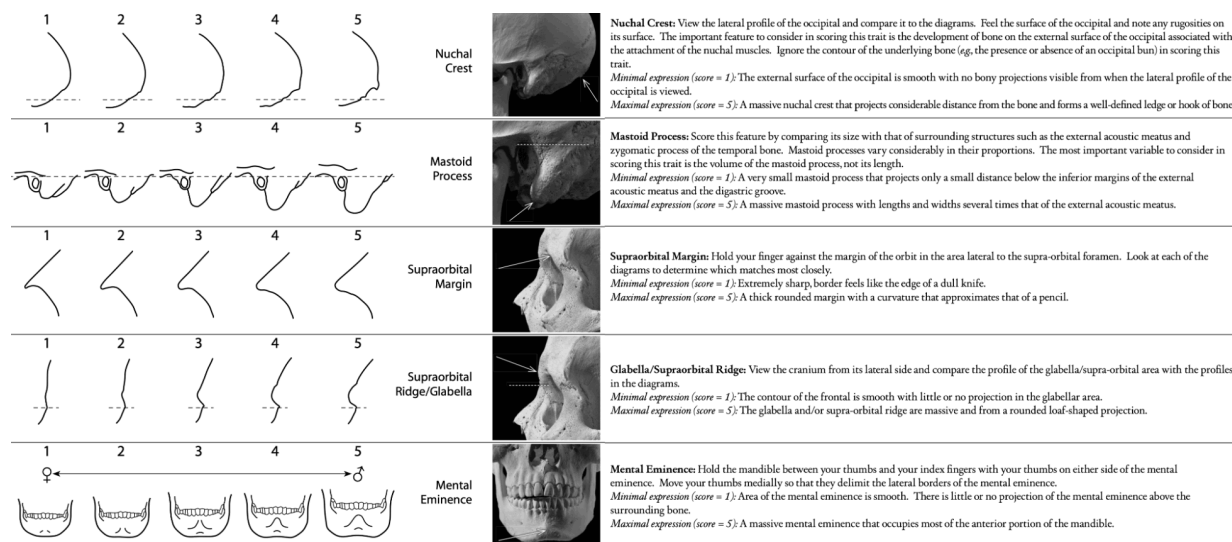 1 2 3 4 5
Nuchal
Crest
Nuchal Crest: View the lateral profile of the occipital and compare it to the diagrams. Feel the surface of the occipital and note any rugosities on
its surface. The important feature to consider in scoring this trait is the development of bone on the external surface of the occipital associated with
the attachment of the nuchal muscles. Ignore the contour of the underlying bone (eg, the presence or absence of an occipital bun) in scoring this
trait.
Minimal expression (score = 1): The external surface of the occipital is smooth with no bony projections visible from when the lateral profile of the
occipital is viewed.
Maximal expression (score = 5): A massive nuchal crest that projects considerable distance from the bone and forms a well-defined ledge or hook of bone
1 2 3 4 5
Mastoid
Process
Mastoid Process: Score this feature by comparing its size with that of surrounding structures such as the external acoustic meatus and
zygomatic process of the temporal bone. Mastoid processes vary considerably in their proportions. The most important variable to consider in
scoring this trait is the volume of the mastoid process, not its length.
Minimal expression (score = 1): A very small mastoid process that projects only a small distance below the inferior margins of the external
acoustic meatus and the digastric groove.
Maximal expression (score = 5): A massive mastoid process with lengths and widths several times that of the external acoustic meatus.
1 2 3 4 5
Supraorbital
Margin
Supraorbital Margin: Hold your finger against the margin of the orbit in the area lateral to the supra-orbital foramen. Look at each of the
diagrams to determine which matches most closely.
Minimal expression (score = 1): Extremely sharp, border feels like the edge of a dull knife.
Maximal expression (score = 5): A thick rounded margin with a curvature that approximates that of a pencil.
1 2 3 4 5
Supraorbital
Ridge/Glabella
Glabella/Supraorbital Ridge: View the cranium from its lateral side and compare the profile of the glabella/supra-orbital area with the profiles
in the diagrams.
Minimal expression (score = 1): The contour of the frontal is smooth with little or no projection in the glabellar area.
Maximal expression (score = 5): The glabella and/or supra-orbital ridge are massive and from a rounded loaf-shaped projection.
1 2 3 4 5
♀ ♂
Mental
Eminence
Mental Eminence: Hold the mandible between your thumbs and your index fingers with your thumbs on either side of the mental
eminence. Move your thumbs medially so that they delimit the lateral borders of the mental eminence.
Minimal expression (score = 1): Area of the mental eminence is smooth. There is little or no projection of the mental eminence above the
surrounding bone.
Maximal expression (score = 5): A massive mental eminence that occupies most of the anterior portion of the mandible.